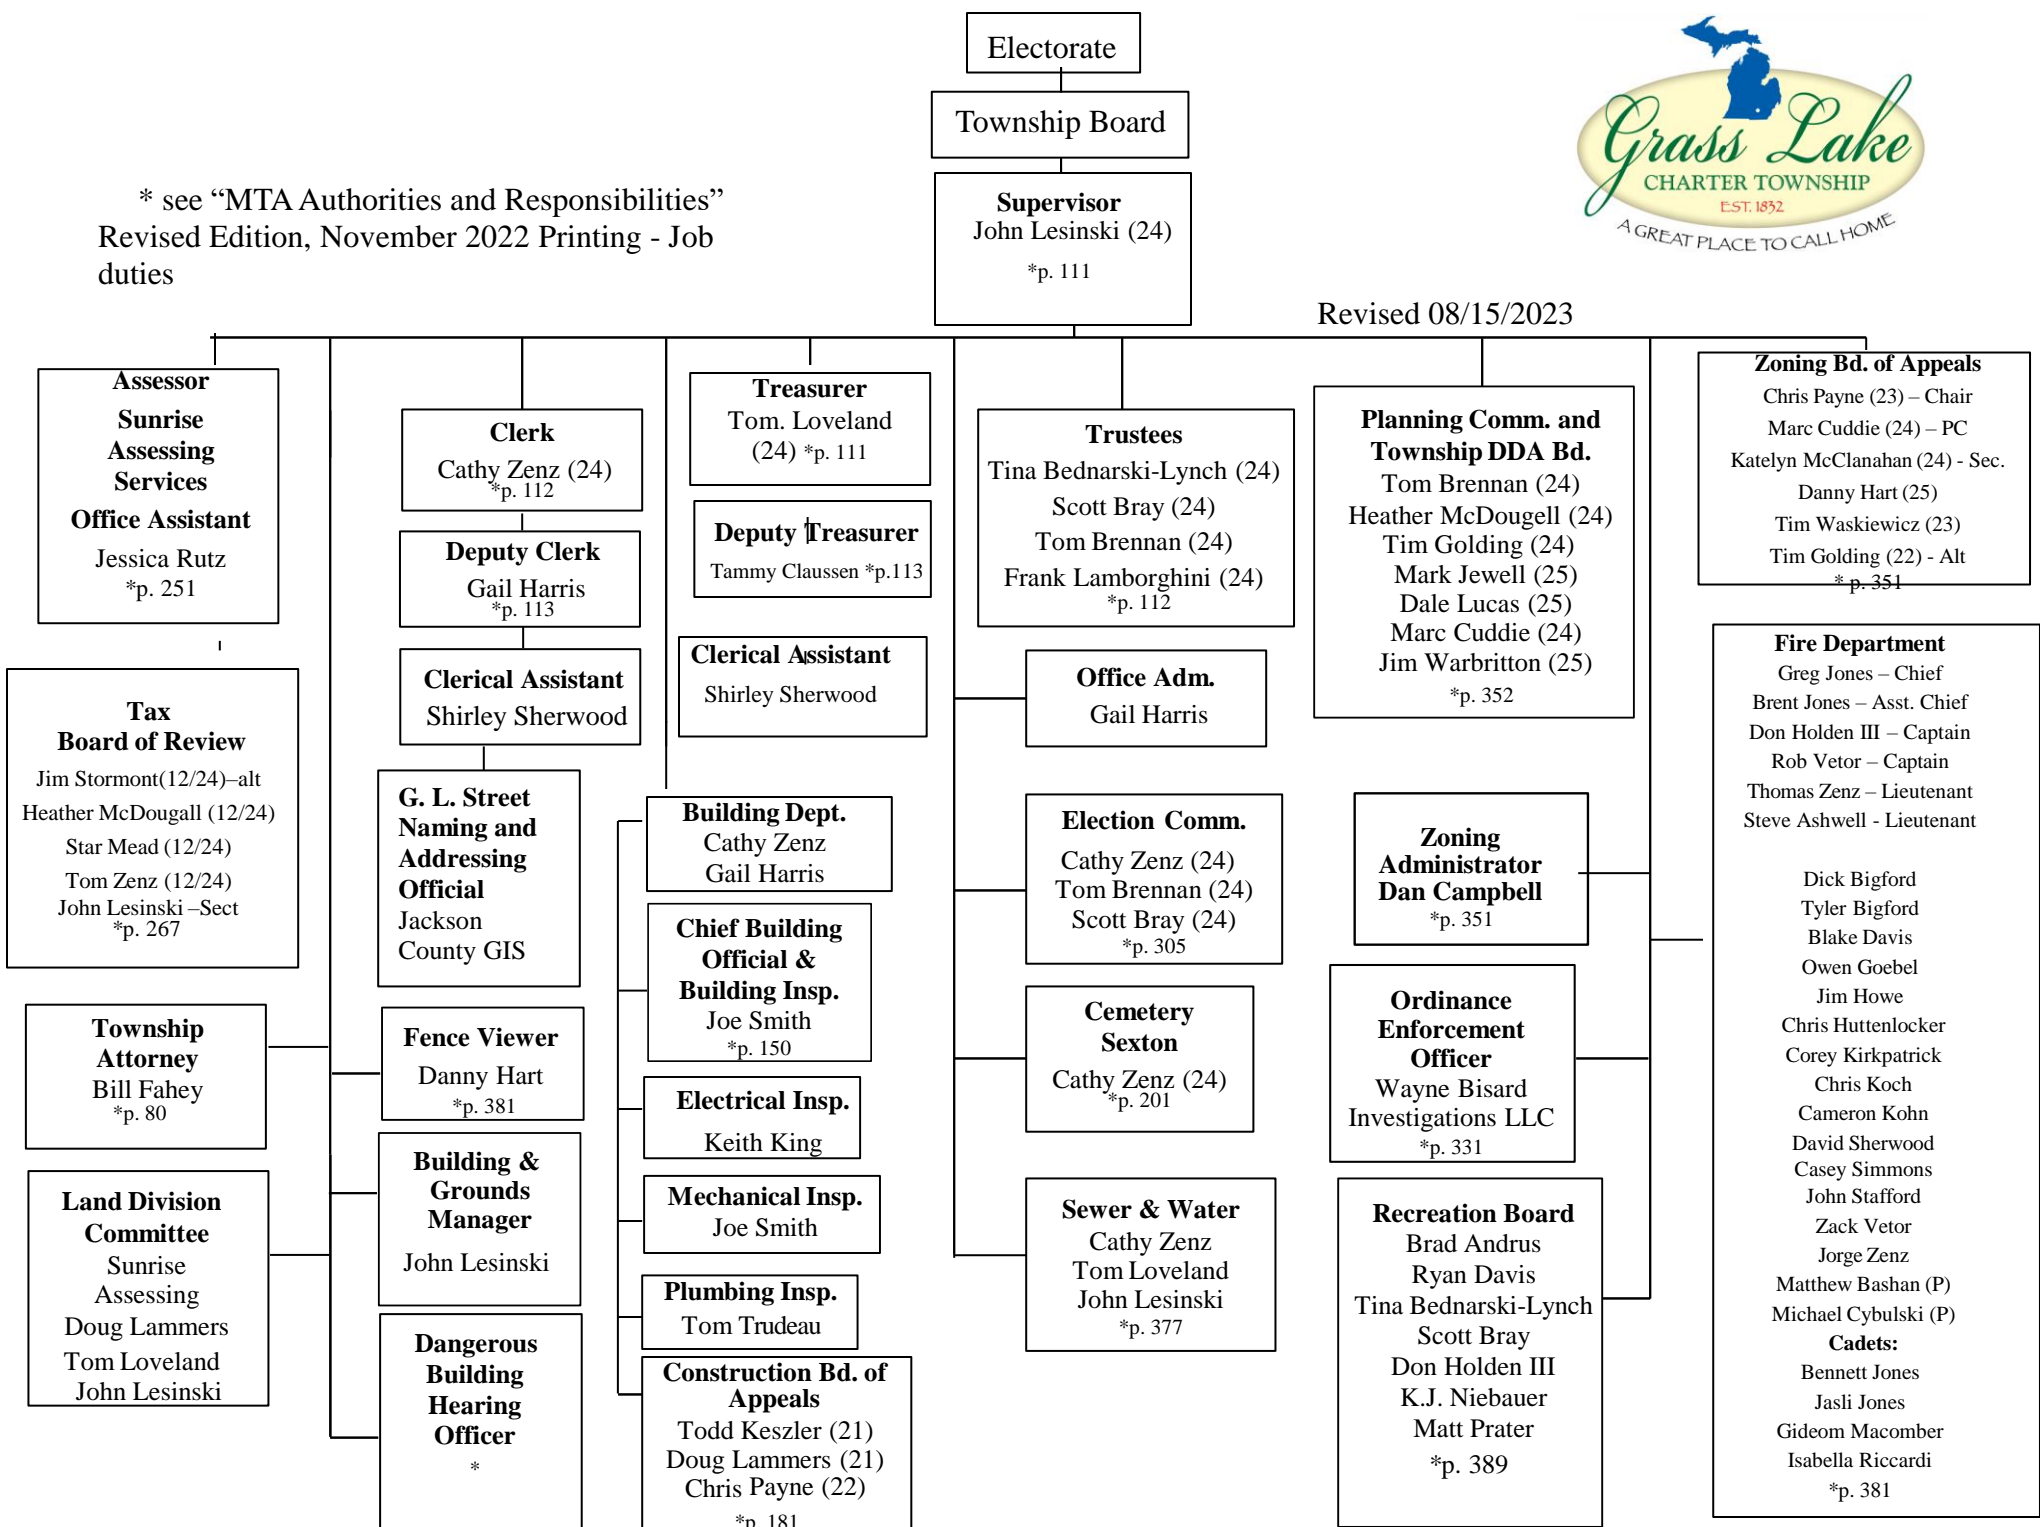 Electorate
Township Board
Supervisor
John Lesinski (24)
*p. 111
Grass Lake
CHARTER TOWNSHIP
EST. 1832
A GREAT PLACE TO CALL HOME
* see “MTA Authorities and Responsibilities”
Revised Edition, November 2022 Printing - Job
duties
Revised 08/15/2023
Assessor
Sunrise
Assessing
Services
Office Assistant
Jessica Rutz
*p. 251
Tax
Board of Review
Jim Stormont(12/24)–alt
Heather McDougall (12/24)
Star Mead (12/24)
Tom Zenz (12/24)
John Lesinski –Sect
*p. 267
Township
Attorney
Bill Fahey
*p. 80
Land Division
Committee
Sunrise
Assessing
Doug Lammers
Tom Loveland
John Lesinski
Clerk
Cathy Zenz (24)
*p. 112
Deputy Clerk
Gail Harris
*p. 113
Clerical Assistant
Shirley Sherwood
G. L. Street
Naming and
Addressing
Official
Jackson
County GIS
Fence Viewer
Danny Hart
*p. 381
Building &
Grounds
Manager
John Lesinski
Dangerous
Building
Hearing
Officer
*
Treasurer
Tom. Loveland
(24) *p. 111
Deputy Treasurer
Tammy Claussen *p.113
Clerical Assistant
Shirley Sherwood
Building Dept.
Cathy Zenz
Gail Harris
Chief Building
Official &
Building Insp.
Joe Smith
*p. 150
Electrical Insp.
Keith King
Mechanical Insp.
Joe Smith
Plumbing Insp.
Tom Trudeau
Construction Bd. of
Appeals
Todd Keszler (21)
Doug Lammers (21)
Chris Payne (22)
*p. 181
Trustees
Tina Bednarski-Lynch (24)
Scott Bray (24)
Tom Brennan (24)
Frank Lamborghini (24)
*p. 112
Office Adm.
Gail Harris
Election Comm.
Cathy Zenz (24)
Tom Brennan (24)
Scott Bray (24)
*p. 305
Cemetery
Sexton
Cathy Zenz (24)
*p. 201
Sewer & Water
Cathy Zenz
Tom Loveland
John Lesinski
*p. 377
Planning Comm. and
Township DDA Bd.
Tom Brennan (24)
Heather McDougell (24)
Tim Golding (24)
Mark Jewell (25)
Dale Lucas (25)
Marc Cuddie (24)
Jim Warbritton (25)
*p. 352
Zoning
Administrator
Dan Campbell
*p. 351
Ordinance
Enforcement
Officer
Wayne Bisard
Investigations LLC
*p. 331
Recreation Board
Brad Andrus
Ryan Davis
Tina Bednarski-Lynch
Scott Bray
Don Holden III
K.J. Niebauer
Matt Prater
*p. 389
Zoning Bd. of Appeals
Chris Payne (23) – Chair
Marc Cuddie (24) – PC
Katelyn McClanahan (24) - Sec.
Danny Hart (25)
Tim Waskiewicz (23)
Tim Golding (22) - Alt
* p. 351
Fire Department
Greg Jones – Chief
Brent Jones – Asst. Chief
Don Holden III – Captain
Rob Vetor – Captain
Thomas Zenz – Lieutenant
Steve Ashwell - Lieutenant
Dick Bigford
Tyler Bigford
Blake Davis
Owen Goebel
Jim Howe
Chris Huttenlocker
Corey Kirkpatrick
Chris Koch
Cameron Kohn
David Sherwood
Casey Simmons
John Stafford
Zack Vetor
Jorge Zenz
Matthew Bashan (P)
Michael Cybulski (P)
Cadets:
Bennett Jones
Jasli Jones
Gideom Macomber
Isabella Riccardi
*p. 381